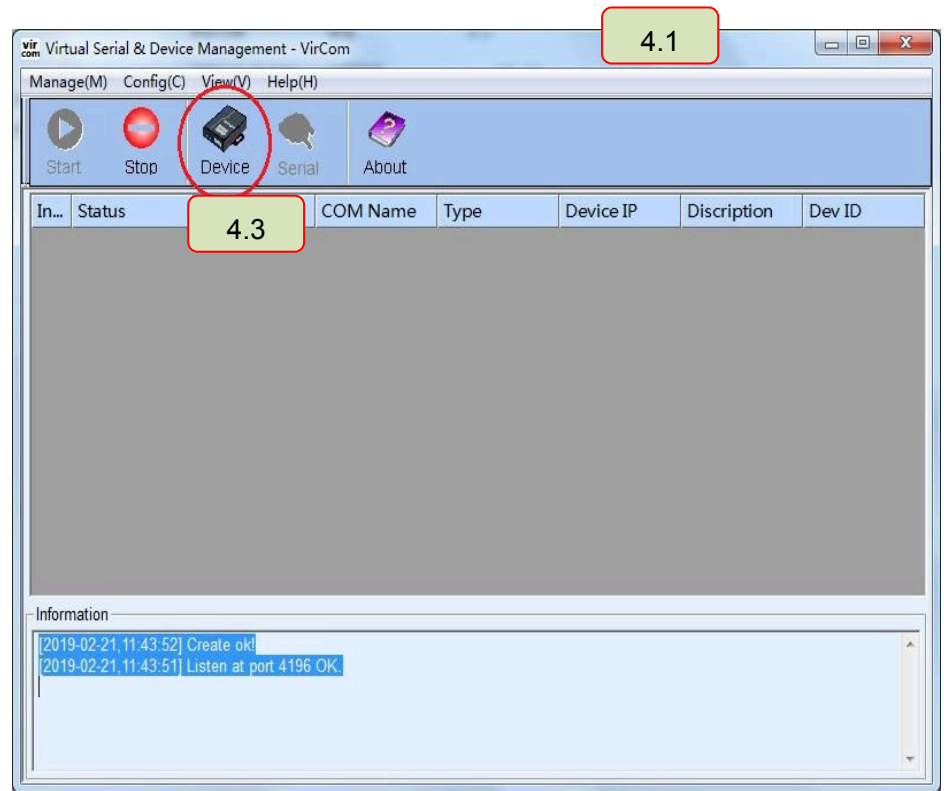 4.1
vir com Virtual Serial & Device Management - VirCom
Manage(M) Config(C) View(V) Help(H)
Start Stop Device Serial About
In... Status COM Name Type Device IP Discription Dev ID
4.3
Information
[2019-02-21,11:43:52] Create ok!
[2019-02-21,11:43:51] Listen at port 4196 OK.